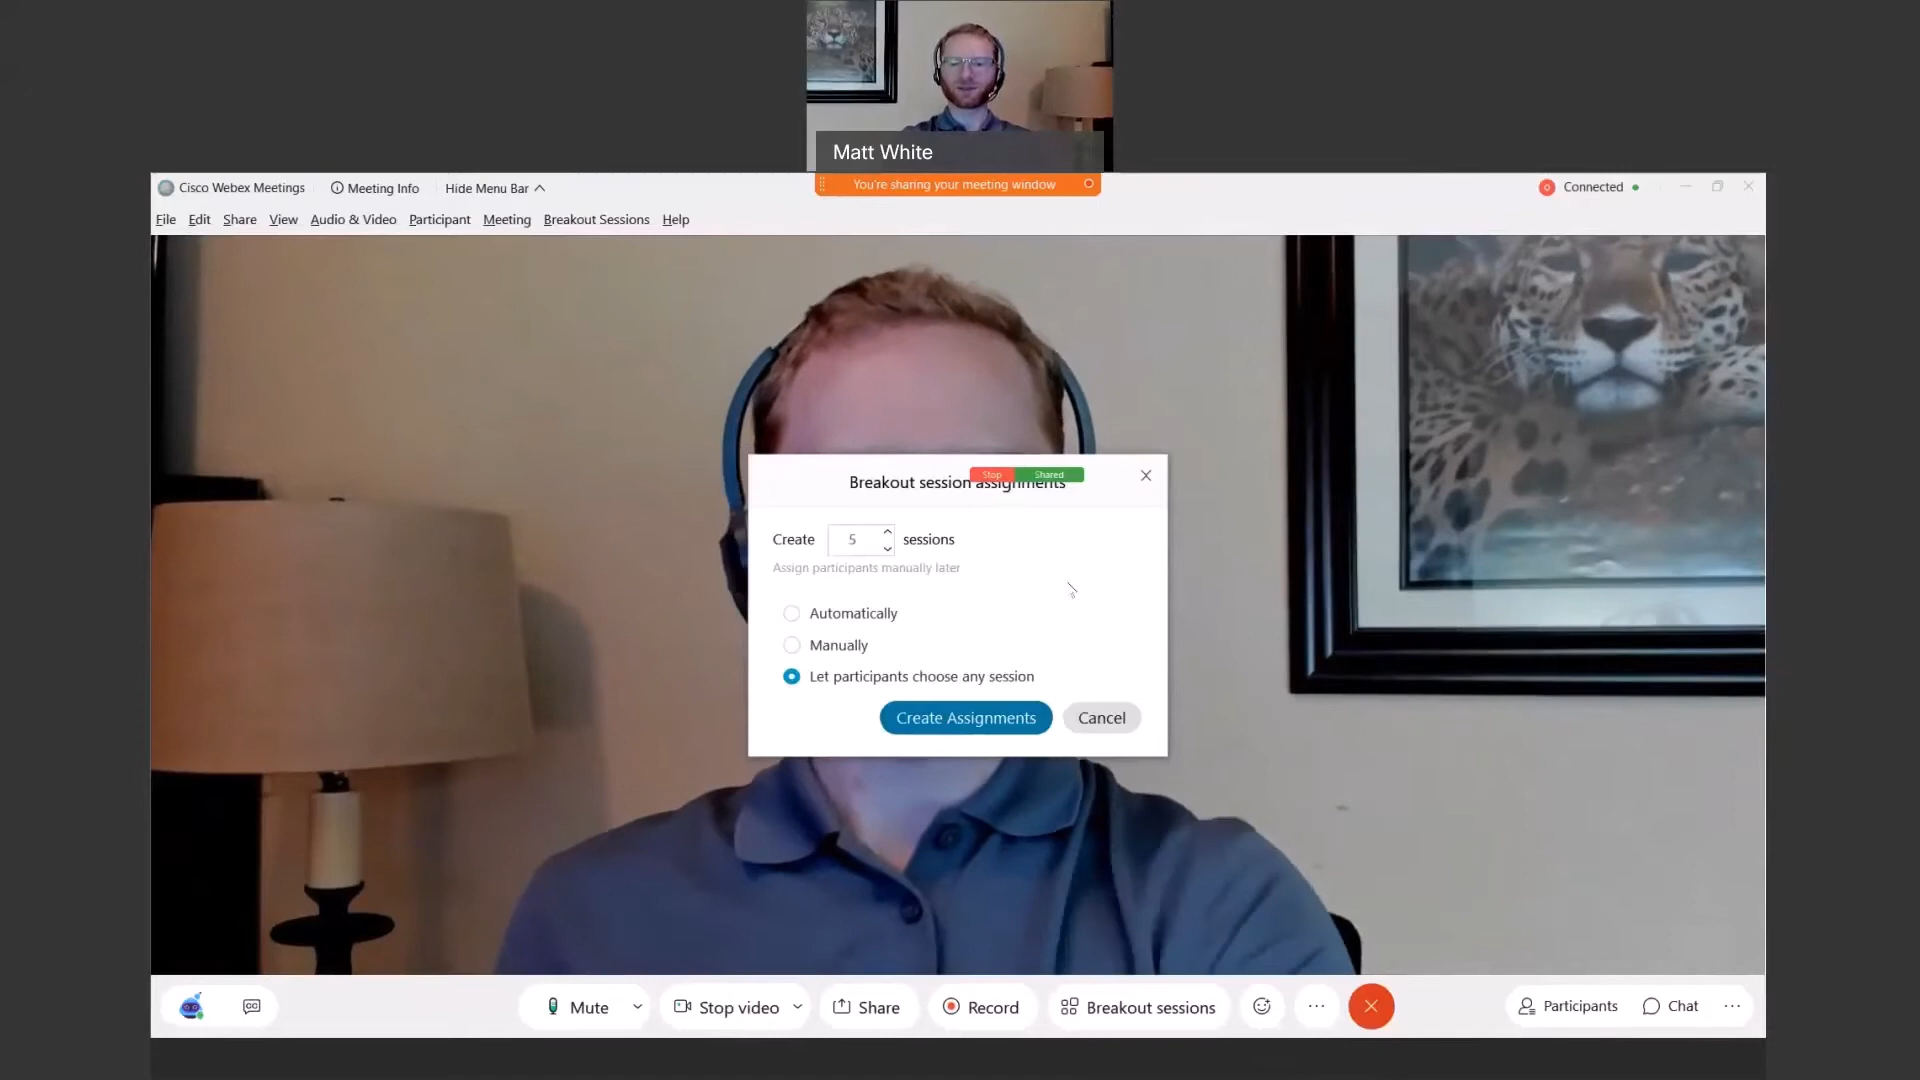 Matt White
You're sharing your meeting window
Cisco Webex Meetings Meeting Info Hide Menu Bar Connected
File Edit Share View Audio & Video Participant Meeting Breakout Sessions Help
Stop Shared
Breakout session assignments
Create 5 sessions
Assign participants manually later
Automatically
Manually
Let participants choose any session
Create Assignments Cancel
CC Mute Stop video Share Record Breakout sessions Participants Chat